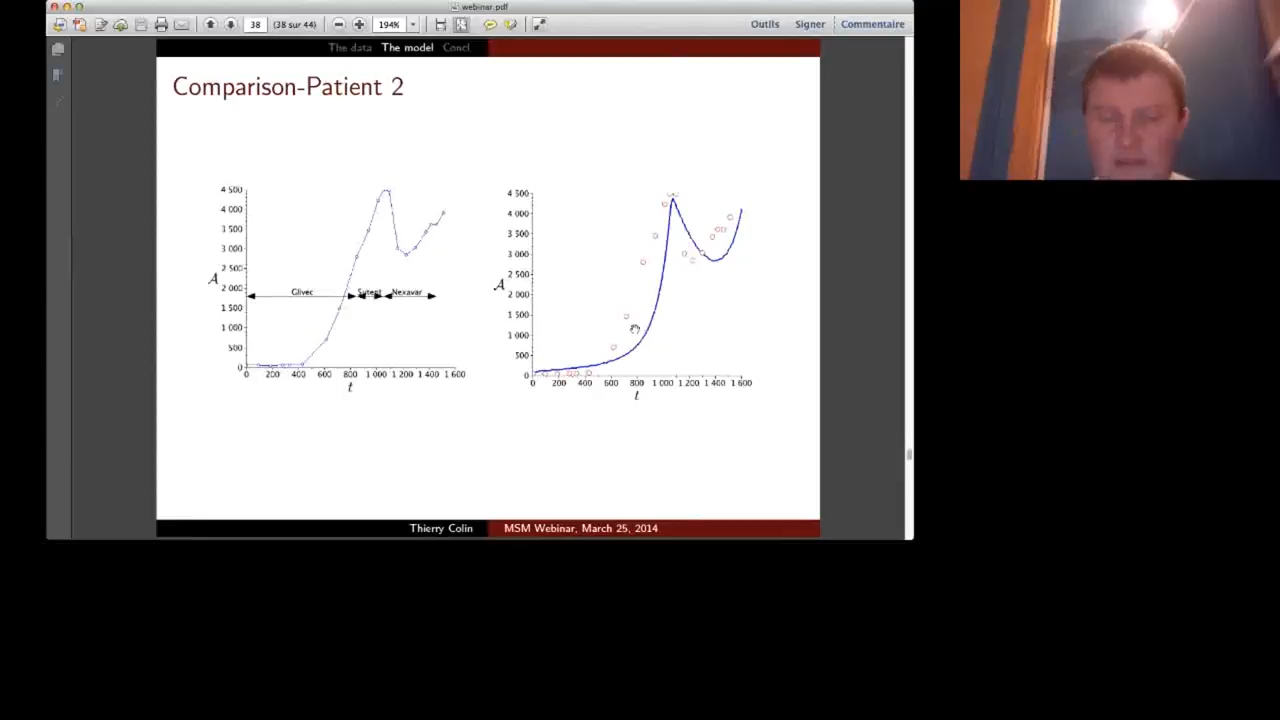 webinar.pdf
38 (38 sur 44) 194% Outils Signer Commentaire
The data The model Concl
Comparison-Patient 2
4 500
4 000
3 500
3 000
2 500
2 000
1 500
1 000
500
0
A
Glivec Sutent Nexavar
0 200 400 600 800 1 000 1 200 1 400 1 600
t
4 500
4 000
3 500
3 000
2 500
2 000
1 500
1 000
500
0
A
0 200 400 600 800 1 000 1 200 1 400 1 600
t
Thierry Colin MSM Webinar, March 25, 2014